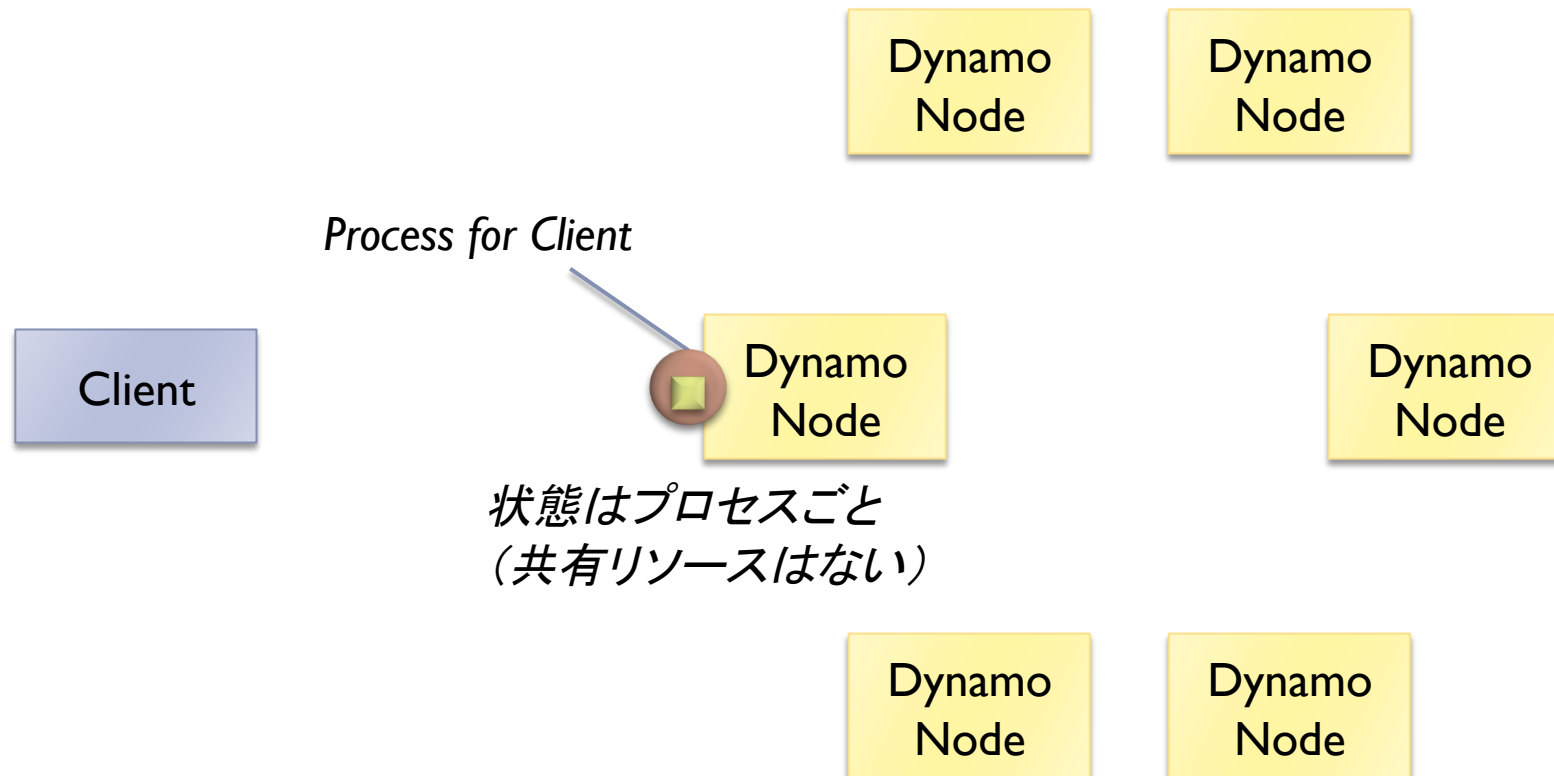 Dynamo
Node
Dynamo
Node
Process for Client
Client
Dynamo
Node
Dynamo
Node
状態はプロセスごと
（共有リソースはない）
Dynamo
Node
Dynamo
Node